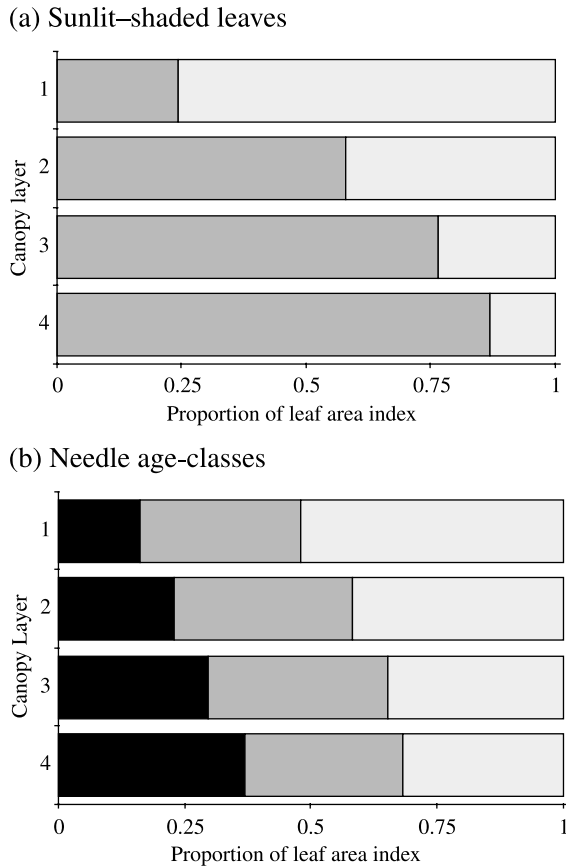 (a) Sunlit–shaded leaves
Canopy layer
1
2
3
4
0 0.25 0.5 0.75 1
Proportion of leaf area index
(b) Needle age-classes
Canopy Layer
1
2
3
4
0 0.25 0.5 0.75 1
Proportion of leaf area index